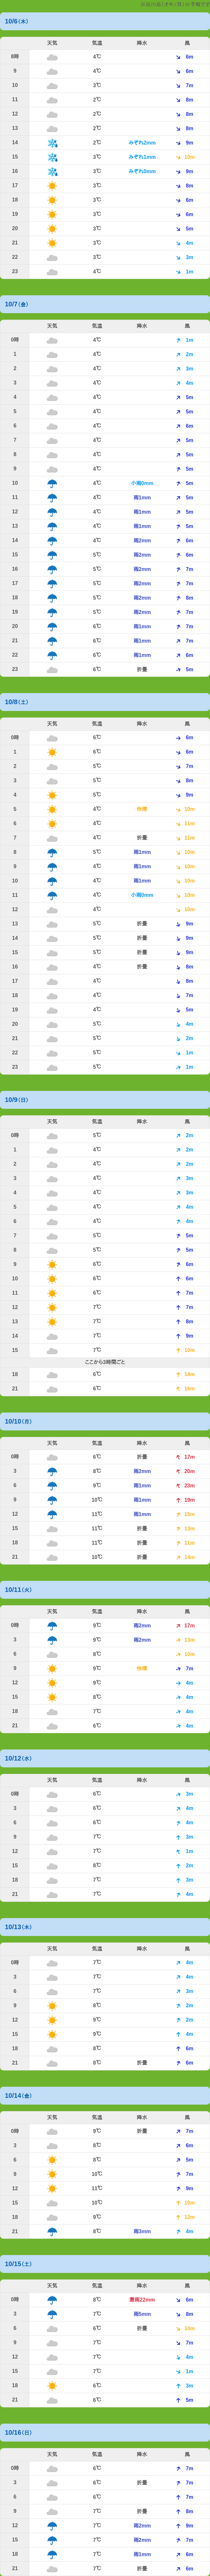 10/6(木)
天気 気温 降水 風
8時 4℃ 6m
9 4℃ 6m
10 3℃ 7m
11 2℃ 8m
12 2℃ 8m
13 2℃ 8m
14 2℃ みぞれ2mm 9m
15 3℃ みぞれ1mm 10m
16 3℃ みぞれ0mm 9m
17 3℃ 8m
18 3℃ 6m
19 3℃ 6m
20 3℃ 5m
21 3℃ 4m
22 3℃ 3m
23 4℃ 1m
10/7(金)
天気 気温 降水 風
0時 4℃ 1m
1 4℃ 2m
2 4℃ 3m
3 4℃ 4m
4 4℃ 5m
5 4℃ 5m
6 4℃ 6m
7 4℃ 5m
8 4℃ 5m
9 4℃ 5m
10 4℃ 小雨0mm 5m
11 4℃ 雨1mm 5m
12 4℃ 雨1mm 5m
13 4℃ 雨1mm 5m
14 4℃ 雨2mm 6m
15 5℃ 雨2mm 6m
16 5℃ 雨2mm 7m
17 5℃ 雨2mm 7m
18 5℃ 雨2mm 8m
19 5℃ 雨2mm 7m
20 6℃ 雨1mm 7m
21 6℃ 雨1mm 7m
22 6℃ 雨1mm 6m
23 6℃ 折畳 5m
10/8(土)
天気 気温 降水 風
0時 6℃ 6m
1 6℃ 6m
2 5℃ 7m
3 5℃ 8m
4 5℃ 9m
5 4℃ 快晴 10m
6 4℃ 11m
7 4℃ 折畳 11m
8 5℃ 雨1mm 10m
9 4℃ 雨1mm 10m
10 4℃ 雨1mm 10m
11 4℃ 小雨0mm 10m
12 4℃ 10m
13 5℃ 折畳 9m
14 5℃ 折畳 9m
15 5℃ 折畳 9m
16 4℃ 折畳 8m
17 4℃ 8m
18 4℃ 7m
19 4℃ 5m
20 4℃ 4m
21 5℃ 2m
22 5℃ 1m
23 5℃ 1m
10/9(日)
天気 気温 降水 風
0時 5℃ 2m
1 4℃ 2m
2 4℃ 2m
3 4℃ 3m
4 4℃ 3m
5 4℃ 4m
6 4℃ 4m
7 5℃ 5m
8 5℃ 5m
9 6℃ 6m
10 6℃ 6m
11 6℃ 7m
12 7℃ 7m
13 7℃ 8m
14 7℃ 9m
15 7℃ 10m
ここから3時間ごと
18 6℃ 14m
21 6℃ 16m
10/10(月)
天気 気温 降水 風
0時 6℃ 折畳 17m
3 8℃ 雨2mm 20m
6 9℃ 雨1mm 23m
9 10℃ 雨1mm 19m
12 11℃ 雨1mm 15m
15 11℃ 折畳 13m
18 11℃ 折畳 11m
21 10℃ 折畳 14m
10/11(火)
天気 気温 降水 風
0時 9℃ 雨2mm 17m
3 9℃ 雨2mm 13m
6 8℃ 10m
9 9℃ 快晴 7m
12 9℃ 4m
15 8℃ 4m
18 7℃ 4m
21 6℃ 4m
10/12(水)
天気 気温 降水 風
0時 6℃ 3m
3 6℃ 4m
6 6℃ 4m
9 7℃ 3m
12 7℃ 1m
15 8℃ 2m
18 7℃ 3m
21 7℃ 4m
10/13(木)
天気 気温 降水 風
0時 7℃ 4m
3 7℃ 4m
6 7℃ 3m
9 8℃ 2m
12 9℃ 2m
15 9℃ 4m
18 8℃ 6m
21 8℃ 折畳 6m
10/14(金)
天気 気温 降水 風
0時 9℃ 折畳 7m
3 8℃ 6m
6 8℃ 5m
9 10℃ 7m
12 11℃ 9m
15 10℃ 10m
18 9℃ 12m
21 8℃ 雨3mm 4m
10/15(土)
天気 気温 降水 風
0時 8℃ 豪雨22mm 6m
3 7℃ 雨5mm 8m
6 6℃ 折畳 10m
9 7℃ 7m
12 7℃ 4m
15 7℃ 1m
18 6℃ 3m
21 6℃ 5m
10/16(日)
天気 気温 降水 風
0時 6℃ 7m
3 6℃ 折畳 7m
6 6℃ 7m
9 7℃ 折畳 8m
12 7℃ 雨2mm 9m
15 7℃ 雨2mm 7m
18 7℃ 雨1mm 6m
21 7℃ 折畳 6m